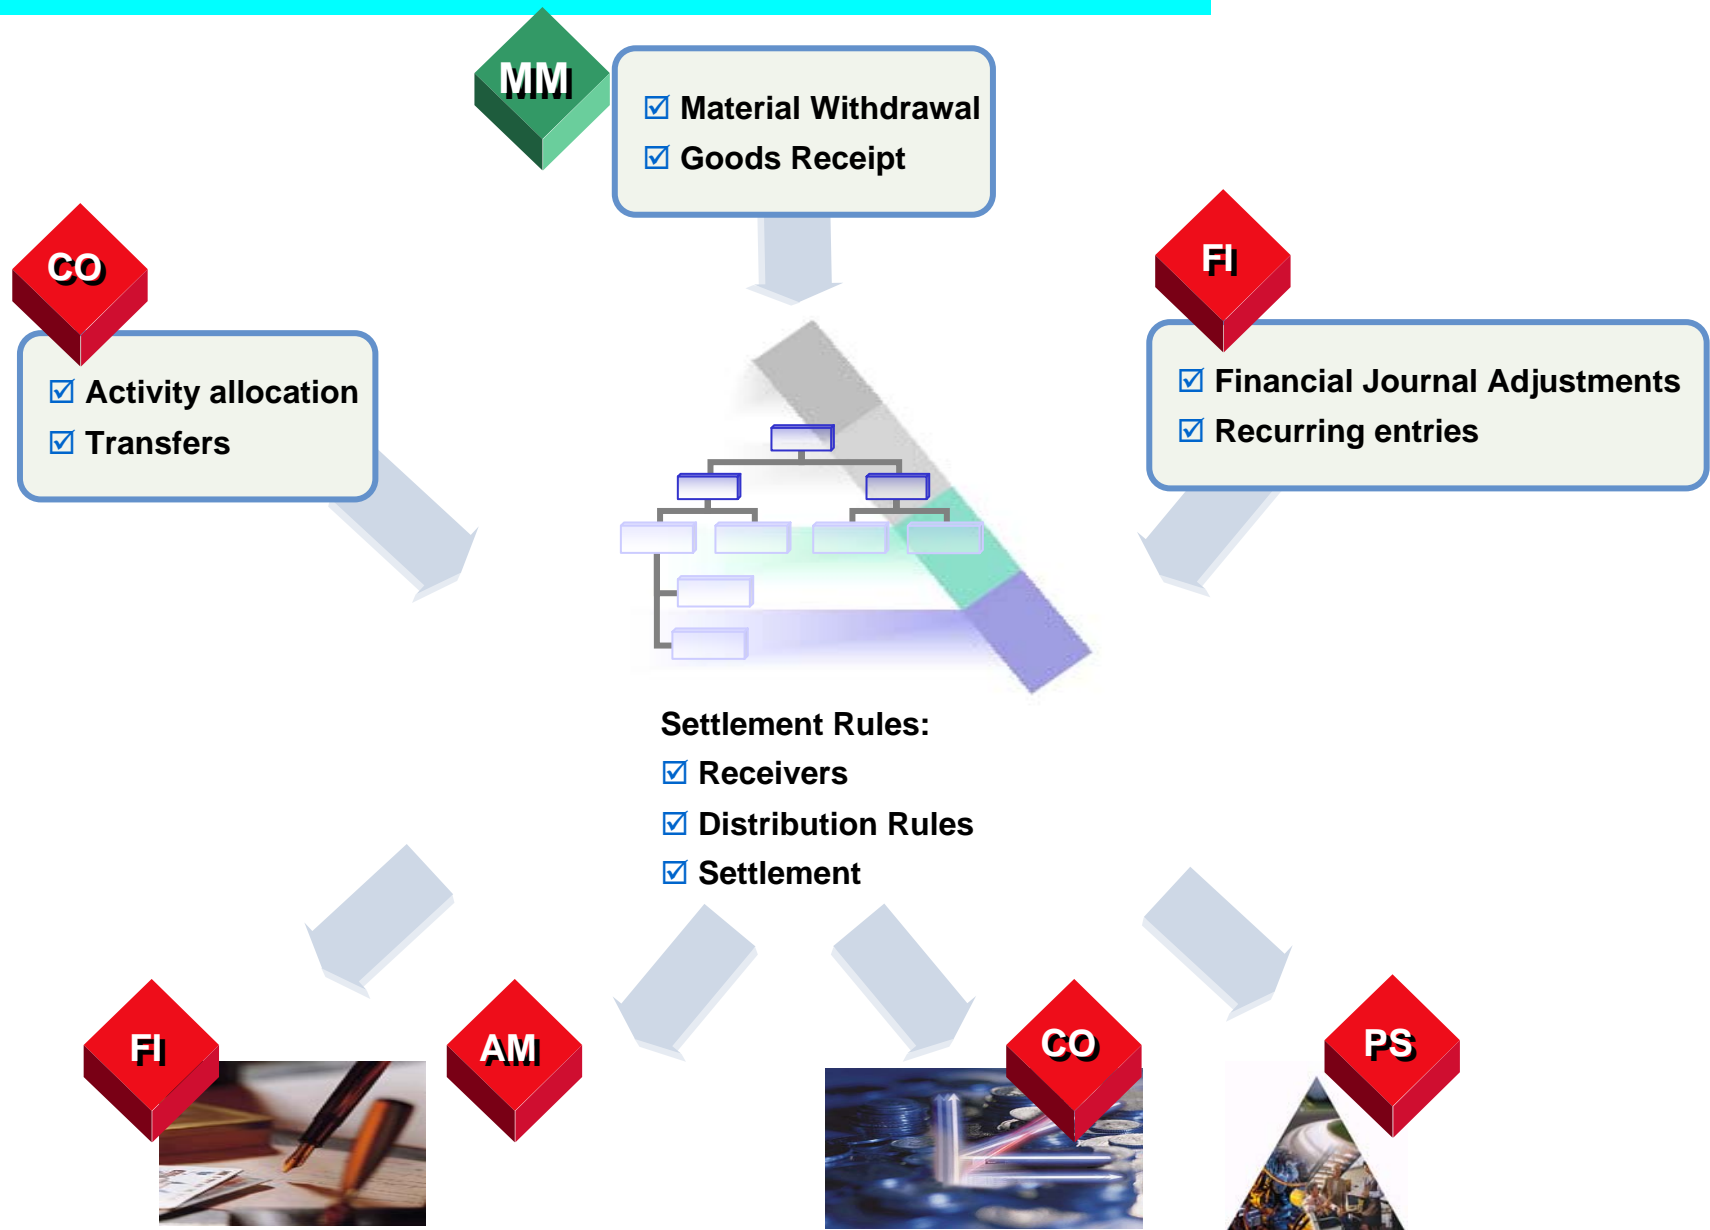 MM
Material Withdrawal
Goods Receipt
CO
Activity allocation
Transfers
FI
Financial Journal Adjustments
Recurring entries
Settlement Rules:
Receivers
Distribution Rules
Settlement
FI
AM
CO
PS